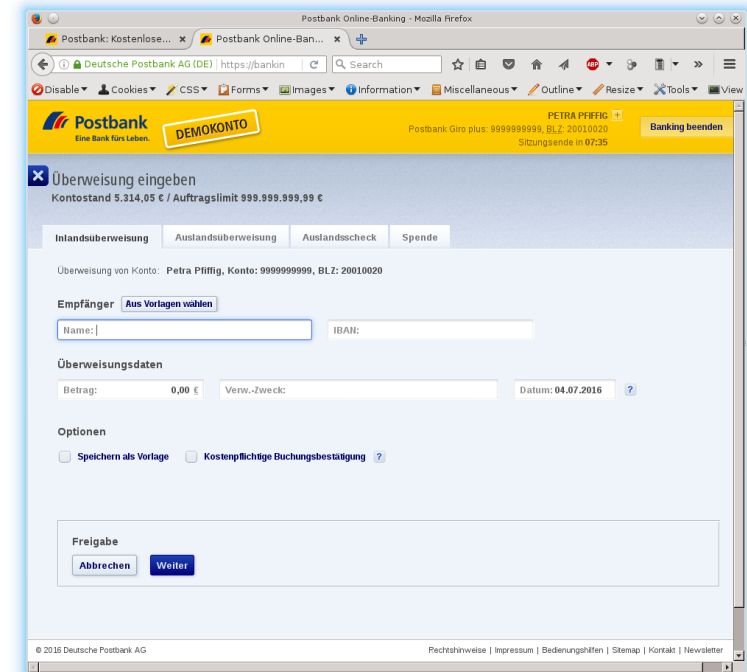 Postbank Online-Banking - Mozilla Firefox
Postbank: Kostenlose... × Postbank Online-Ban... ×
Deutsche Postbank AG (DE) https://bankin Search ABP
Disable Cookies CSS Forms Images Information Miscellaneous Outline Resize Tools View
Postbank
Eine Bank fürs Leben.
DEMOKONTO
PETRA PFIFFIG
Postbank Giro plus: 9999999999, BLZ: 20010020
Sitzungsende in 07:35
Banking beenden
Überweisung eingeben
Kontostand 5.314,05 € / Auftragslimit 999.999.999,99 €
Inlandsüberweisung Auslandsüberweisung Auslandsscheck Spende
Überweisung von Konto: Petra Pfiffig, Konto: 9999999999, BLZ: 20010020
Empfänger Aus Vorlagen wählen
Name: IBAN:
Überweisungsdaten
Betrag: 0,00 € Verw.-Zweck: Datum: 04.07.2016 ?
Optionen
Speichern als Vorlage Kostenpflichtige Buchungsbestätigung ?
Freigabe
Abbrechen Weiter
© 2016 Deutsche Postbank AG Rechtshinweise | Impressum | Bedienungshilfen | Sitemap | Kontakt | Newsletter